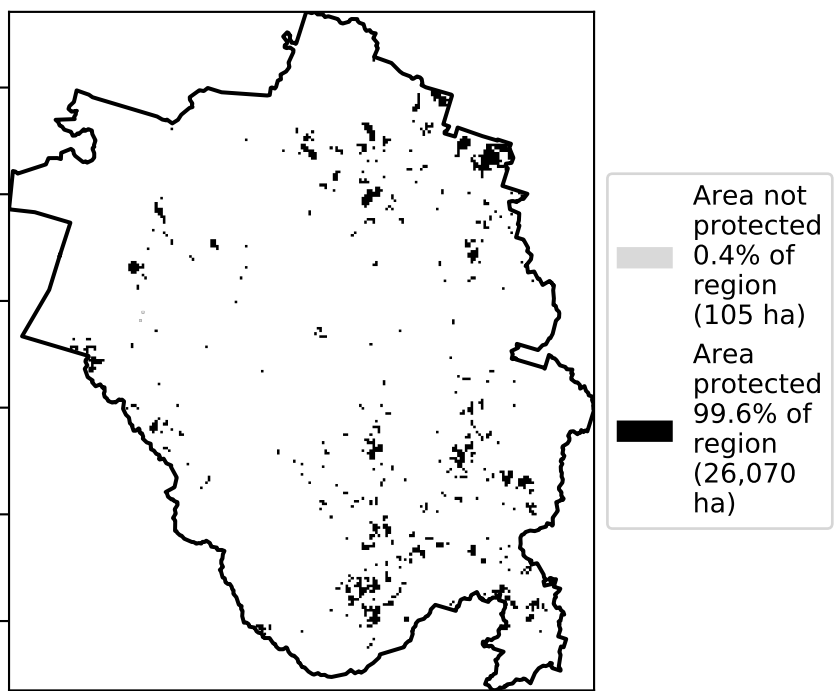 Area not
protected
0.4% of
region
(105 ha)
Area
protected
99.6% of
region
(26,070
ha)